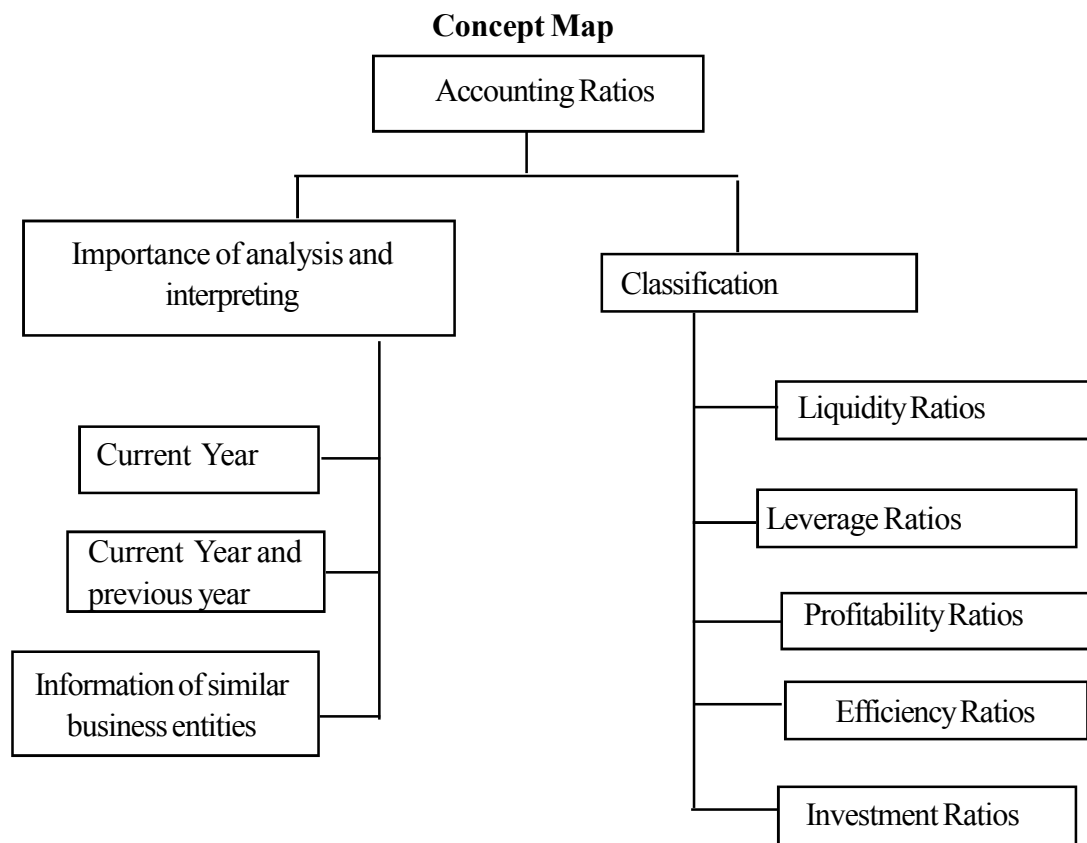 Concept Map
Accounting Ratios
Importance of analysis and
interpreting
Current Year
Current Year and
previous year
Information of similar
business entities
Classification
Liquidity Ratios
Leverage Ratios
Profitability Ratios
Efficiency Ratios
Investment Ratios